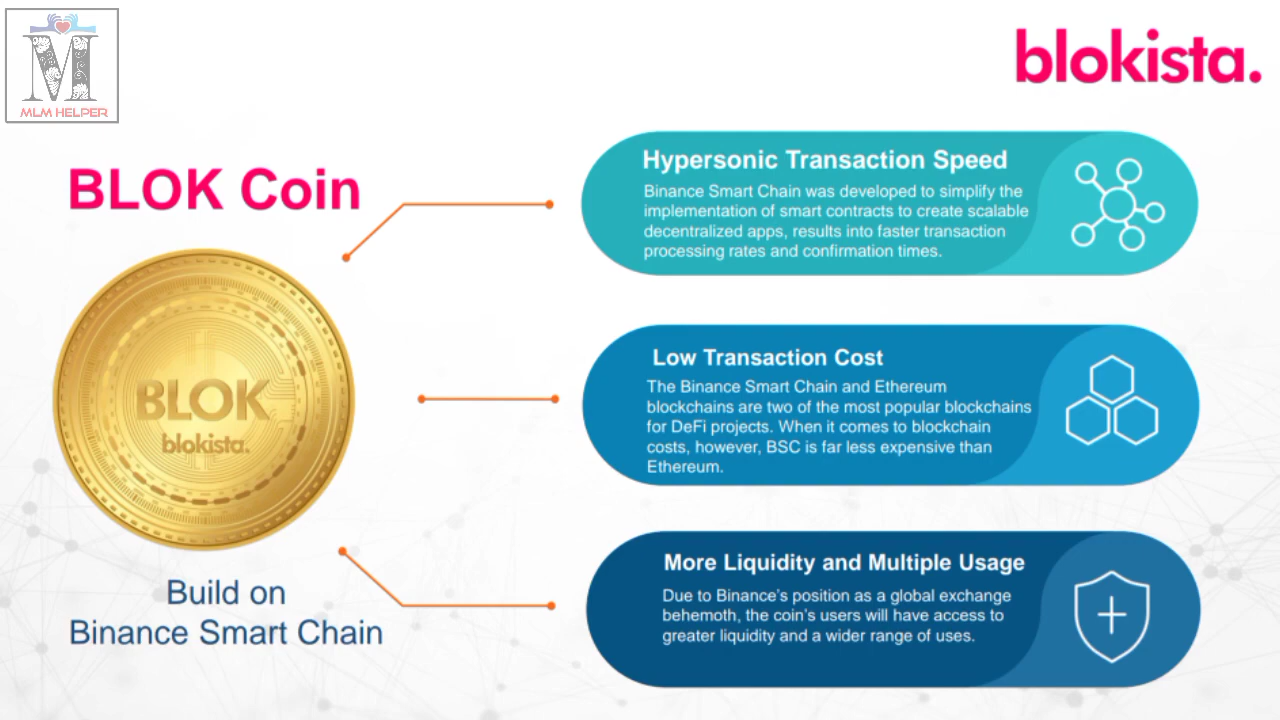 M
MLM HELPER
blokista.
BLOK Coin
BLOK
blokista.
Build on
Binance Smart Chain
Hypersonic Transaction Speed
Binance Smart Chain was developed to simplify the
implementation of smart contracts to create scalable
decentralized apps, results into faster transaction
processing rates and confirmation times.
Low Transaction Cost
The Binance Smart Chain and Ethereum
blockchains are two of the most popular blockchains
for DeFi projects. When it comes to blockchain
costs, however, BSC is far less expensive than
Ethereum.
More Liquidity and Multiple Usage
Due to Binance’s position as a global exchange
behemoth, the coin’s users will have access to
greater liquidity and a wider range of uses.